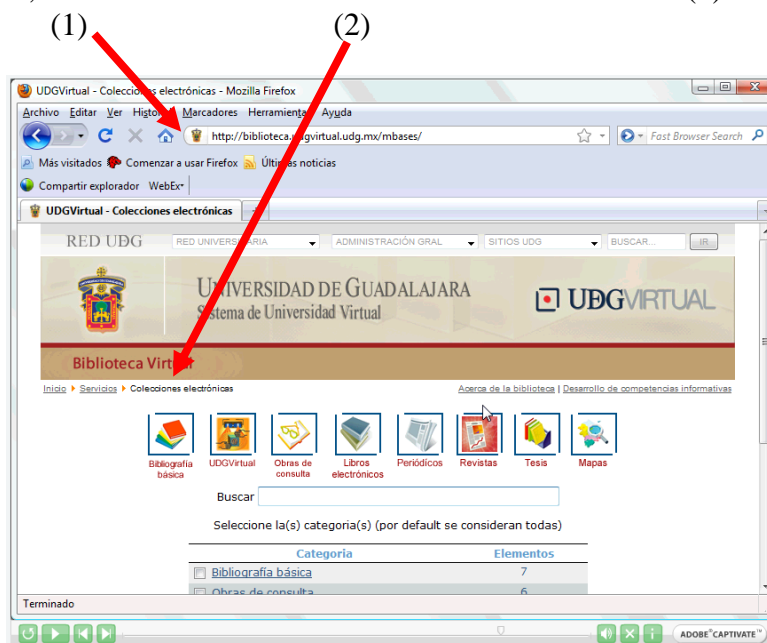 (1) (2)
UDGVirtual - Colecciones electrónicas - Mozilla Firefox
Archivo Editar Ver Marcadores Ayuda
http://biblioteca.udgvirtual.udg.mx/mbases/ Fast Browser Search
Más visitados Comenzar a usar Firefox Últimas noticias
Compartir explorador WebEx
UDGVirtual - Colecciones electrónicas
RED UDG RED UNIVERSITARIA ADMINISTRACIÓN GRAL SITIOS UDG BUSCAR... IR
UNIVERSIDAD DE GUADALAJARA
Sistema de Universidad Virtual
UDGVIRTUAL
Biblioteca Virtual
Inicio Servicios Colecciones electrónicas Acerca de la biblioteca | Desarrollo de competencias informativas
Bibliografía básica UDGVirtual Obras de consulta Libros electrónicos Periódicos Revistas Tesis Mapas
Buscar
Seleccione la(s) categoria(s) (por default se consideran todas)
Categoria Elementos
Bibliografía básica 7
Obras de consulta 6
Terminado
ADOBE® CAPTIVATE™